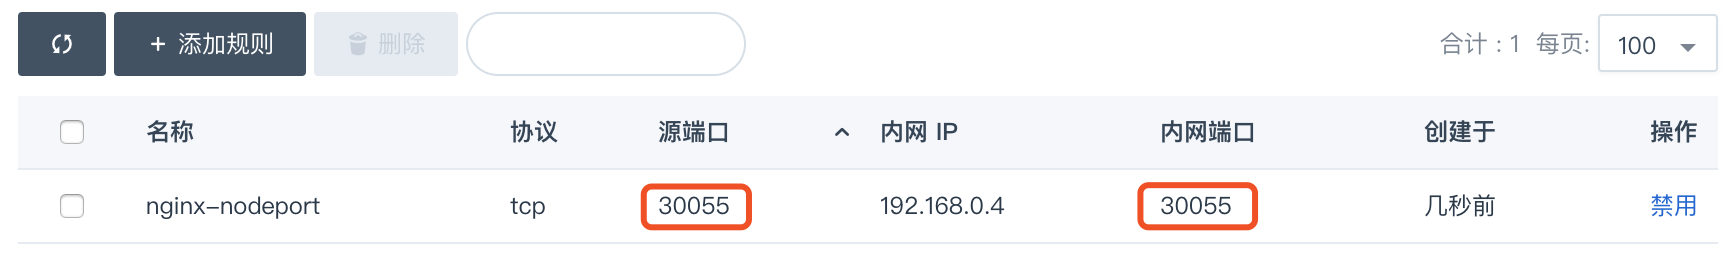 + 添加规则 删除 合计 : 1 每页: 100
名称 协议 源端口 内网 IP 内网端口 创建于 操作
nginx-nodeport tcp 30055 192.168.0.4 30055 几秒前 禁用